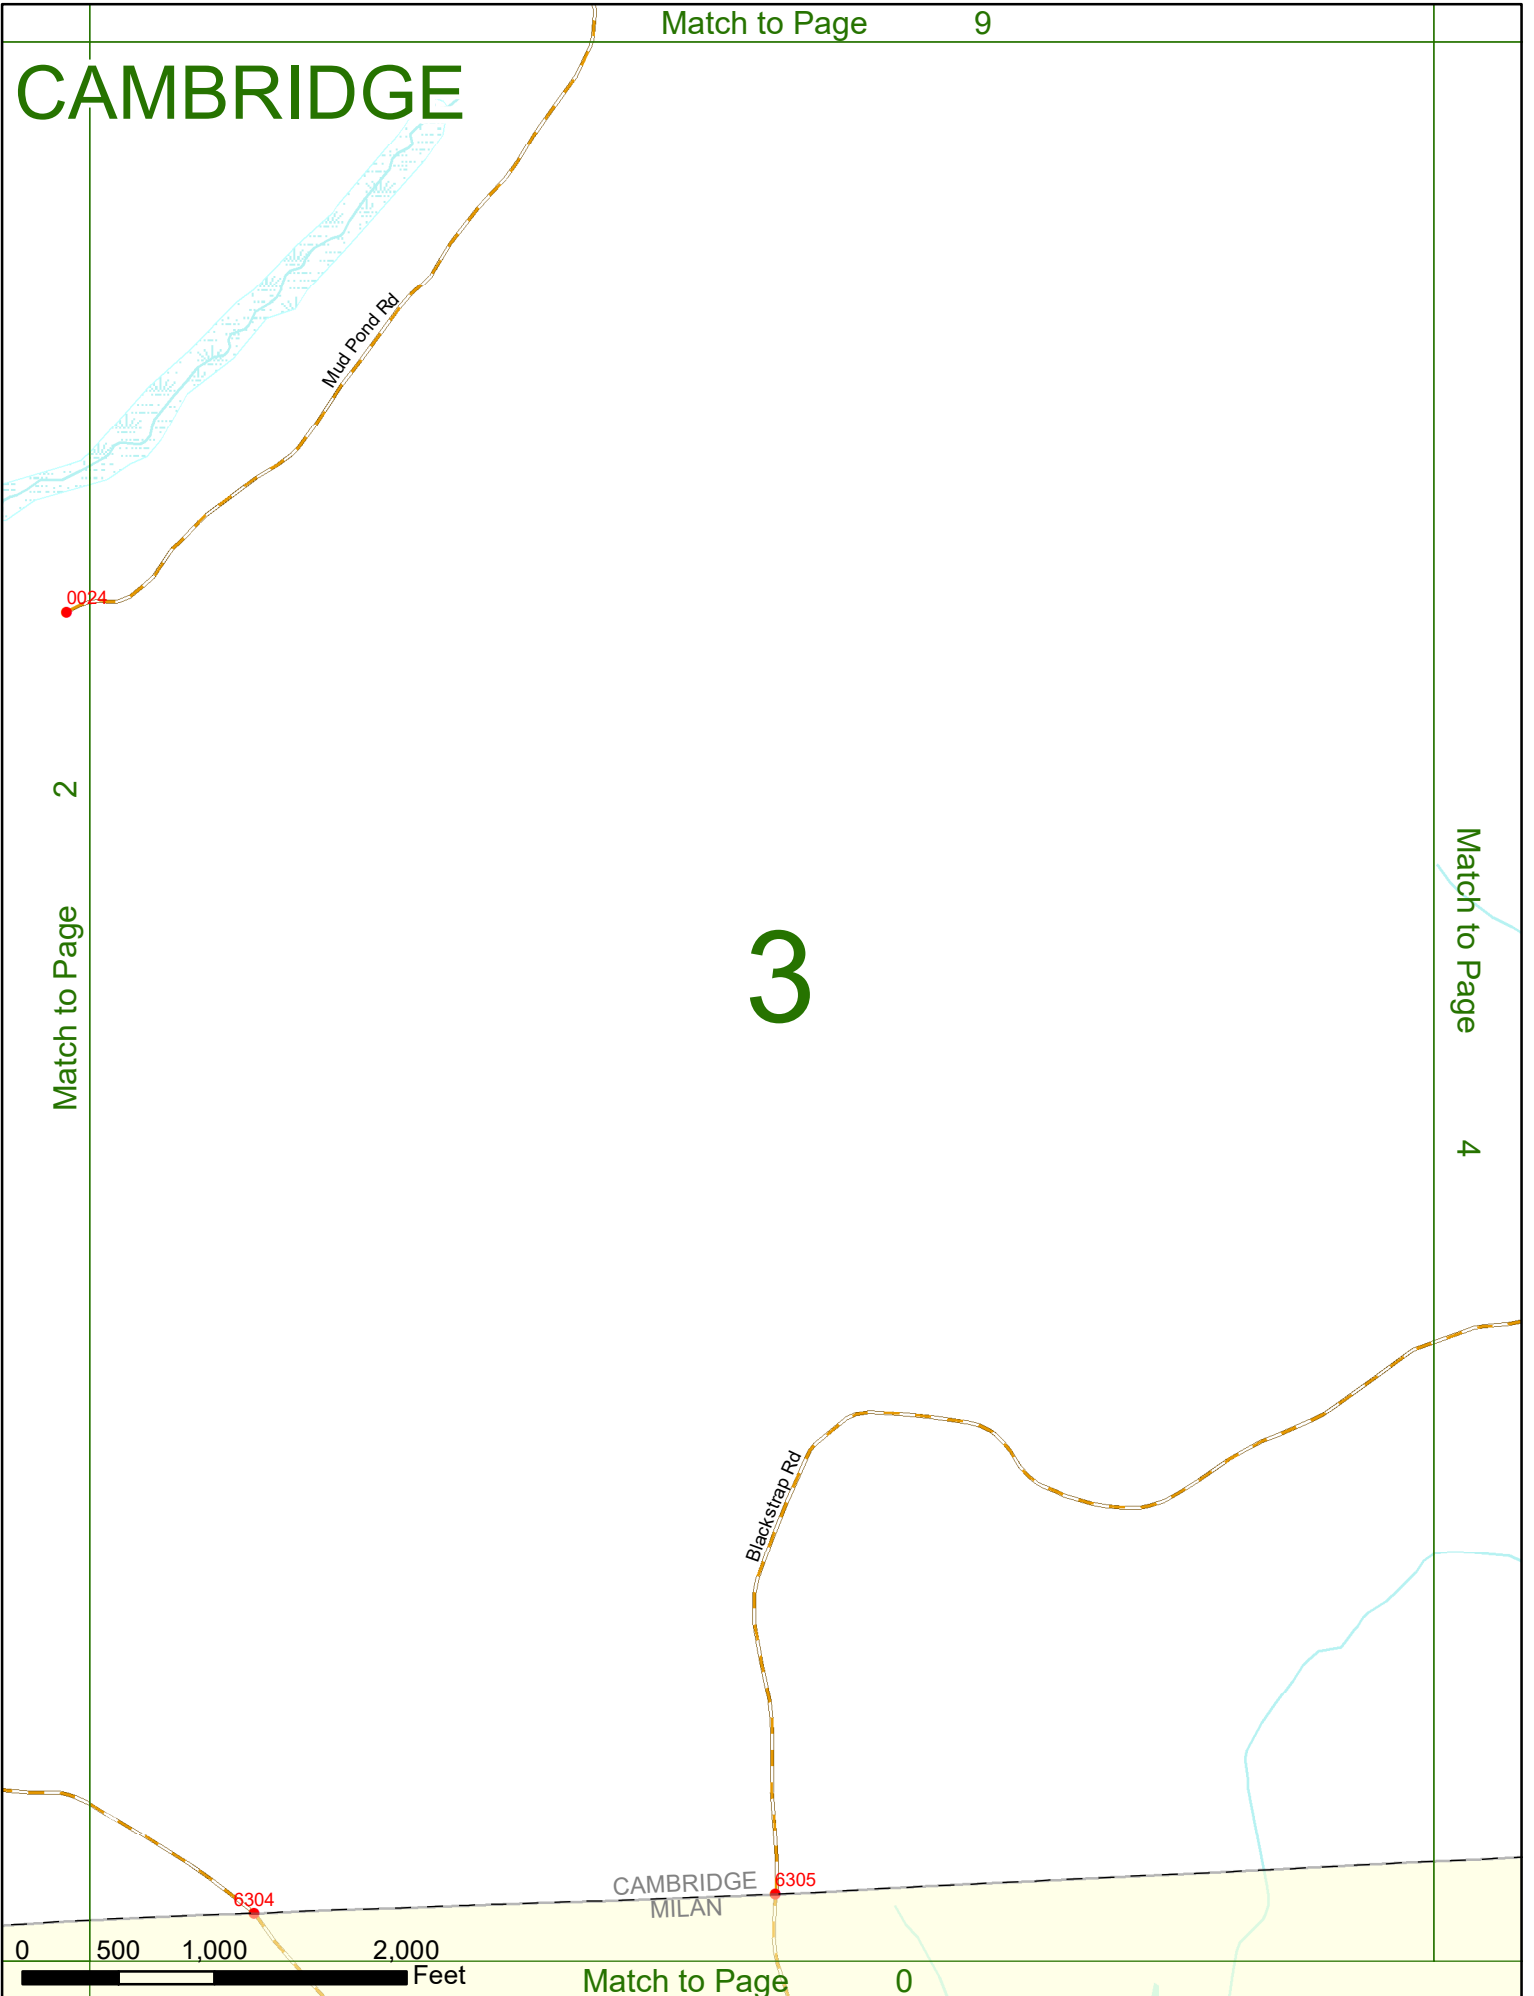 Match to Page 9
CAMBRIDGE
Mud Pond Rd
0024
Match to Page 2
3
Match to Page 4
Blackstrap Rd
6304
CAMBRIDGE
6305
MILAN
0 500 1,000 2,000
Feet
Match to Page 0